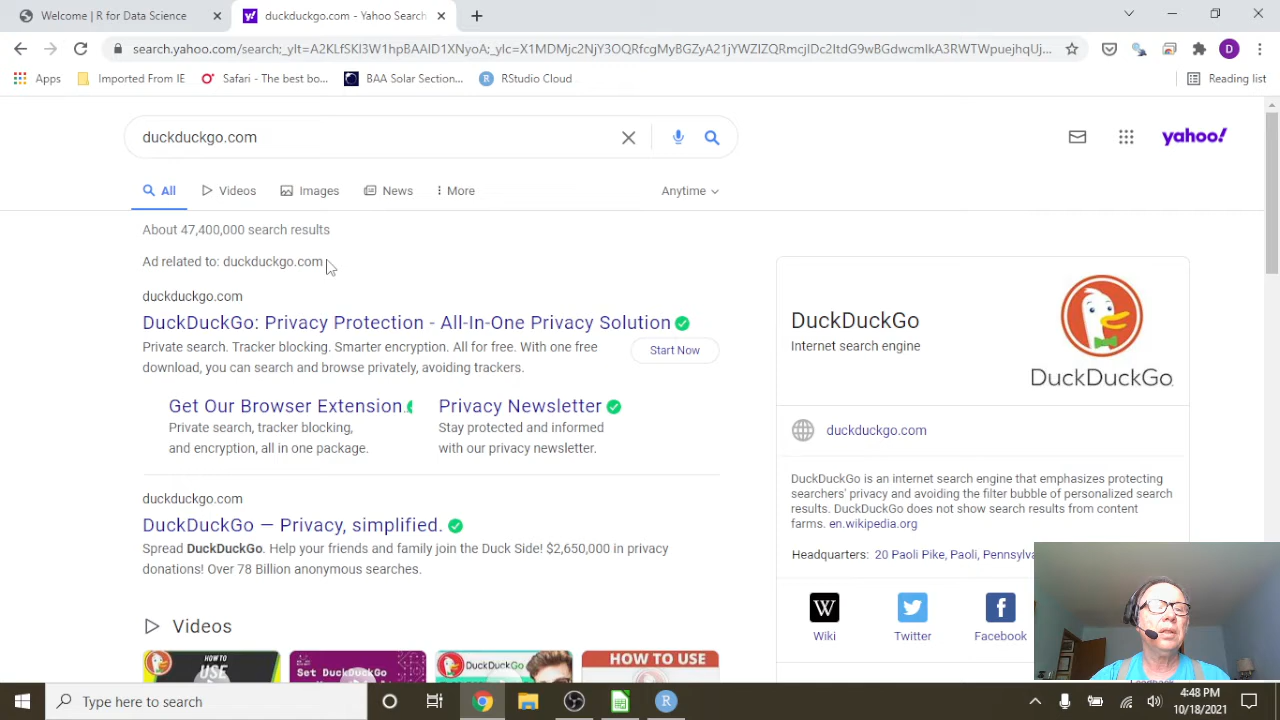 Welcome | R for Data Science
duckduckgo.com - Yahoo Search
search.yahoo.com/search;_ylt=A2KLfSKI3W1hpBAAlD1XNyoA;_ylc=X1MDMjc2NjY3OQRfcgMyBGZyA21jYWZlZQRmcjIDc2ItdG9wBGdwcmlkA3RWTWpuejhqUj...
Apps
Imported From IE
Safari - The best bo...
BAA Solar Section...
RStudio Cloud
Reading list
duckduckgo.com
yahoo!
All
Videos
Images
News
More
Anytime
About 47,400,000 search results
Ad related to: duckduckgo.com
duckduckgo.com
DuckDuckGo: Privacy Protection - All-In-One Privacy Solution
Private search. Tracker blocking. Smarter encryption. All for free. With one free
download, you can search and browse privately, avoiding trackers.
Start Now
Get Our Browser Extension.
Private search, tracker blocking,
and encryption, all in one package.
Privacy Newsletter
Stay protected and informed
with our privacy newsletter.
duckduckgo.com
DuckDuckGo — Privacy, simplified.
Spread DuckDuckGo. Help your friends and family join the Duck Side! $2,650,000 in privacy
donations! Over 78 Billion anonymous searches.
Videos
HOW TO
USE
Set DuckDuckGo
DuckDuckGo
HOW TO USE
DuckDuckGo
Internet search engine
DuckDuckGo
duckduckgo.com
DuckDuckGo is an internet search engine that emphasizes protecting
searchers' privacy and avoiding the filter bubble of personalized search
results. DuckDuckGo does not show search results from content
farms. en.wikipedia.org
Headquarters: 20 Paoli Pike, Paoli, Pennsylva
W
Wiki
Twitter
Facebook
Type here to search
4:48 PM
10/18/2021